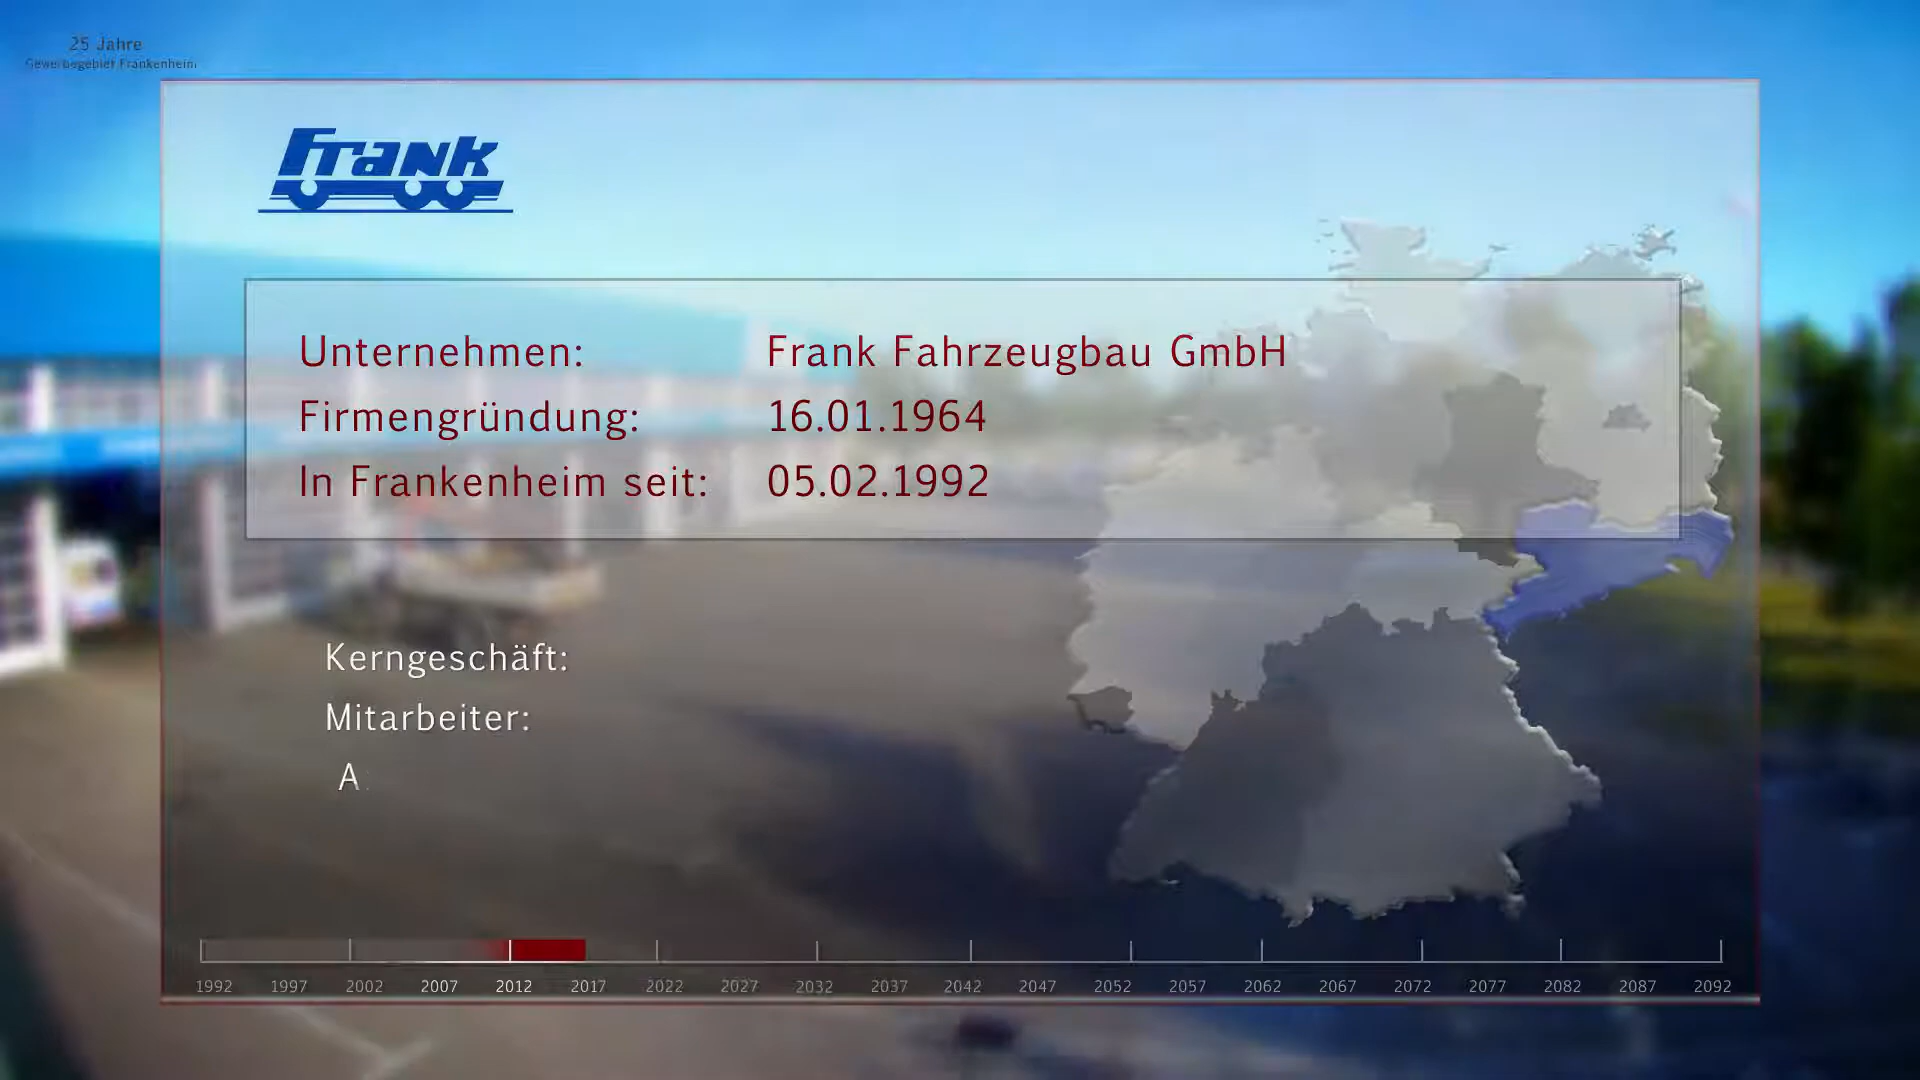 25 Jahre
Gewerbegebiet Frankenheim
Frank
Unternehmen: Frank Fahrzeugbau GmbH
Firmengründung: 16.01.1964
In Frankenheim seit: 05.02.1992
Kerngeschäft:
Mitarbeiter:
A
1992 1997 2002 2007 2012 2017 2022 2027 2032 2037 2042 2047 2052 2057 2062 2067 2072 2077 2082 2087 2092